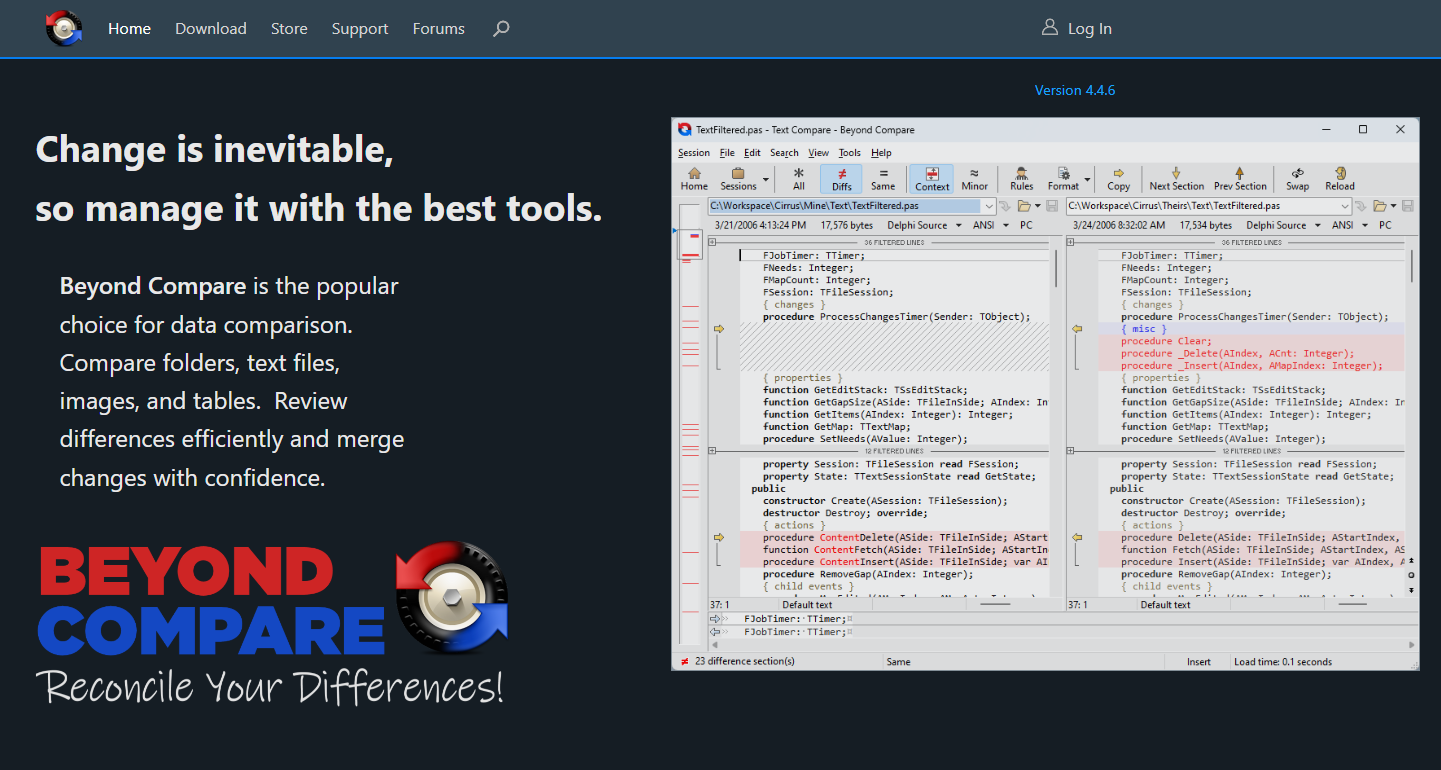 Home Download Store Support Forums Log In
Version 4.4.6
Change is inevitable,
so manage it with the best tools.
Beyond Compare is the popular
choice for data comparison.
Compare folders, text files,
images, and tables. Review
differences efficiently and merge
changes with confidence.
BEYOND
COMPARE
Reconcile Your Differences!
TextFiltered.pas - Text Compare - Beyond Compare
Session File Edit Search View Tools Help
Home Sessions All Diffs Same Context Minor Rules Format Copy Next Section Prev Section Swap Reload
C:\Workspace\Cirrus\Mine\Text\TextFiltered.pas
3/21/2006 4:13:24 PM 17,576 bytes Delphi Source ANSI PC
36 FILTERED LINES
FJobTimer: TTimer;
FNeeds: Integer;
FMapCount: Integer;
FSession: TFileSession;
{ changes }
procedure ProcessChangesTimer(Sender: TObject);
{ properties }
function GetEditStack: TSsEditStack;
function GetGapSize(ASide: TFileInSide; AIndex: In
function GetItems(AIndex: Integer): Integer;
function GetMap: TTextMap;
procedure SetNeeds(AValue: Integer);
12 FILTERED LINES
property Session: TFileSession read FSession;
property State: TTextSessionState read GetState;
public
constructor Create(ASession: TFileSession);
destructor Destroy; override;
{ actions }
procedure ContentDelete(ASide: TFileInSide; AStart
function ContentFetch(ASide: TFileInSide; AStartIn
procedure ContentInsert(ASide: TFileInSide; var AI
procedure RemoveGap(AIndex: Integer);
{ child events }
37: 1 Default text
C:\Workspace\Cirrus\Theirs\Text\TextFiltered.pas
3/24/2006 8:32:02 AM 17,534 bytes Delphi Source ANSI PC
36 FILTERED LINES
FJobTimer: TTimer;
FNeeds: Integer;
FMapCount: Integer;
FSession: TFileSession;
{ changes }
procedure ProcessChangesTimer(Sender: TObject);
{ misc }
procedure Clear;
procedure _Delete(AIndex, ACnt: Integer);
procedure _Insert(AIndex, AMapIndex: Integer);
{ properties }
function GetEditStack: TSsEditStack;
function GetGapSize(ASide: TFileInSide; AIndex: In
function GetItems(AIndex: Integer): Integer;
function GetMap: TTextMap;
procedure SetNeeds(AValue: Integer);
12 FILTERED LINES
property Session: TFileSession read FSession;
property State: TTextSessionState read GetState;
public
constructor Create(ASession: TFileSession);
destructor Destroy; override;
{ actions }
procedure Delete(ASide: TFileInSide; AStartIndex,
function Fetch(ASide: TFileInSide; AStartIndex, AS
procedure Insert(ASide: TFileInSide; var AIndex, A
procedure RemoveGap(AIndex: Integer);
{ child events }
37: 1 Default text
FJobTimer: TTimer;
FJobTimer: TTimer;
23 difference section(s) Same Insert Load time: 0.1 seconds